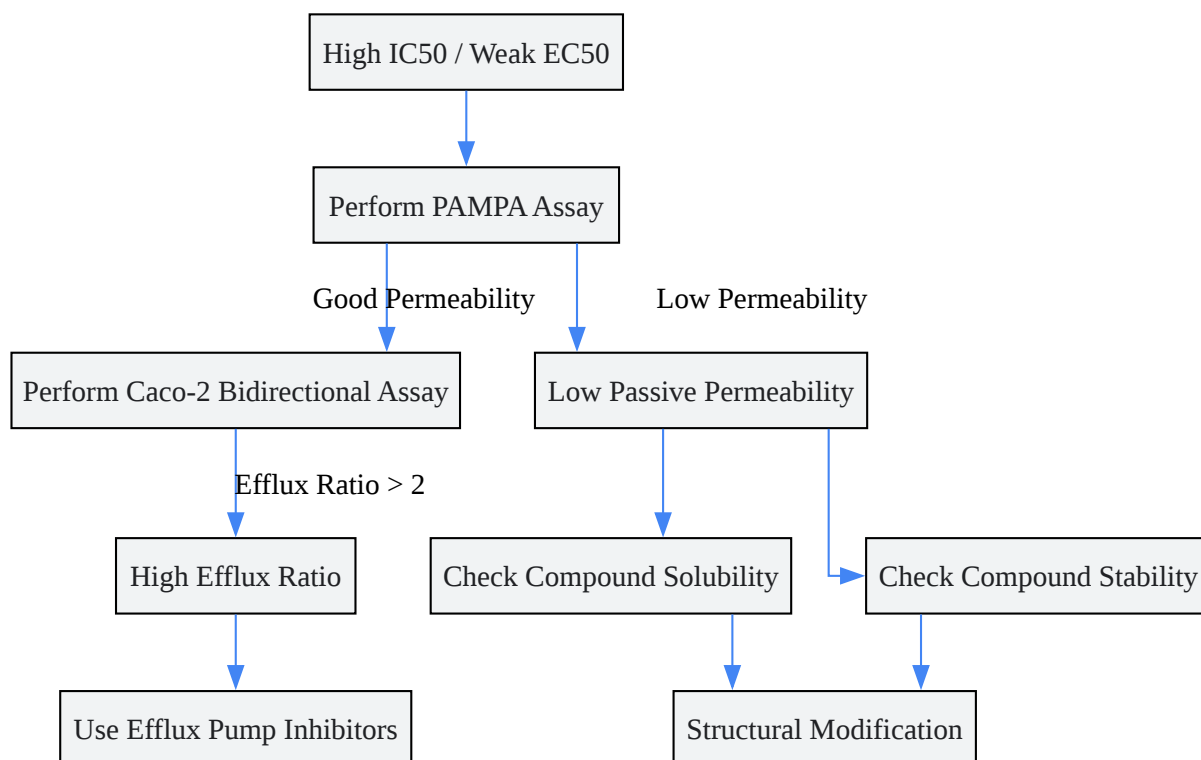 High IC50 / Weak EC50
Perform PAMPA Assay
Good Permeability
Low Permeability
Perform Caco-2 Bidirectional Assay
Low Passive Permeability
Efflux Ratio > 2
High Efflux Ratio
Check Compound Solubility
Check Compound Stability
Use Efflux Pump Inhibitors
Structural Modification